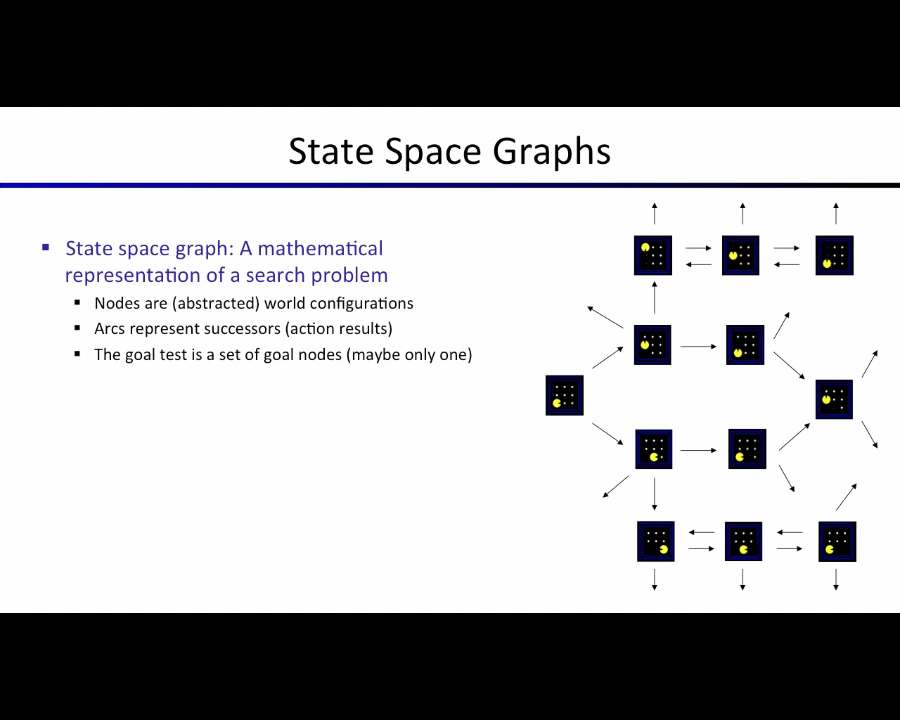 State Space Graphs
▪ State space graph: A mathematical
representation of a search problem
▪ Nodes are (abstracted) world configurations
▪ Arcs represent successors (action results)
▪ The goal test is a set of goal nodes (maybe only one)